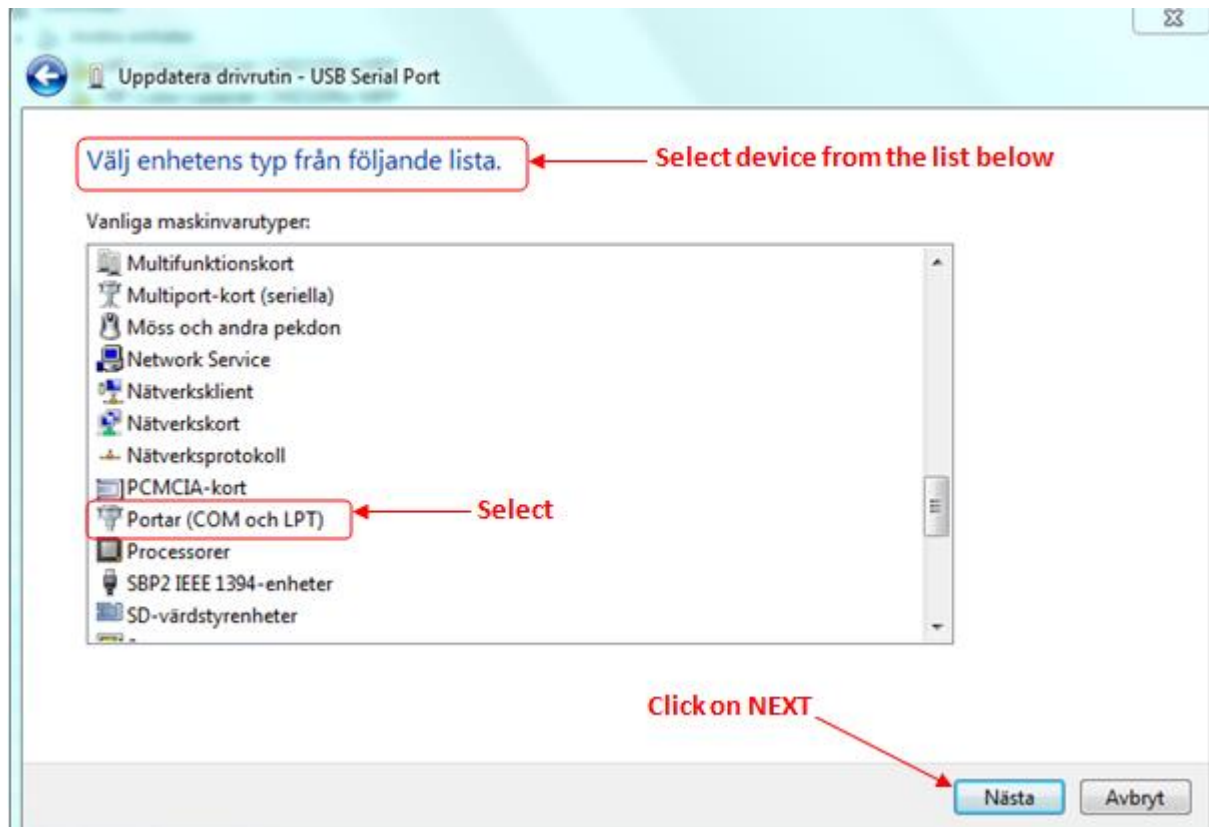 Uppdatera drivrutin - USB Serial Port
Välj enhetens typ från följande lista.
Select device from the list below
Vanliga maskinvarutyper:
Multifunktionskort
Multiport-kort (seriella)
Möss och andra pekdon
Network Service
Nätverksklient
Nätverkskort
Nätverksprotokoll
PCMCIA-kort
Portar (COM och LPT)
Select
Processorer
SBP2 IEEE 1394-enheter
SD-värdstyrenheter
Click on NEXT
Nästa
Avbryt